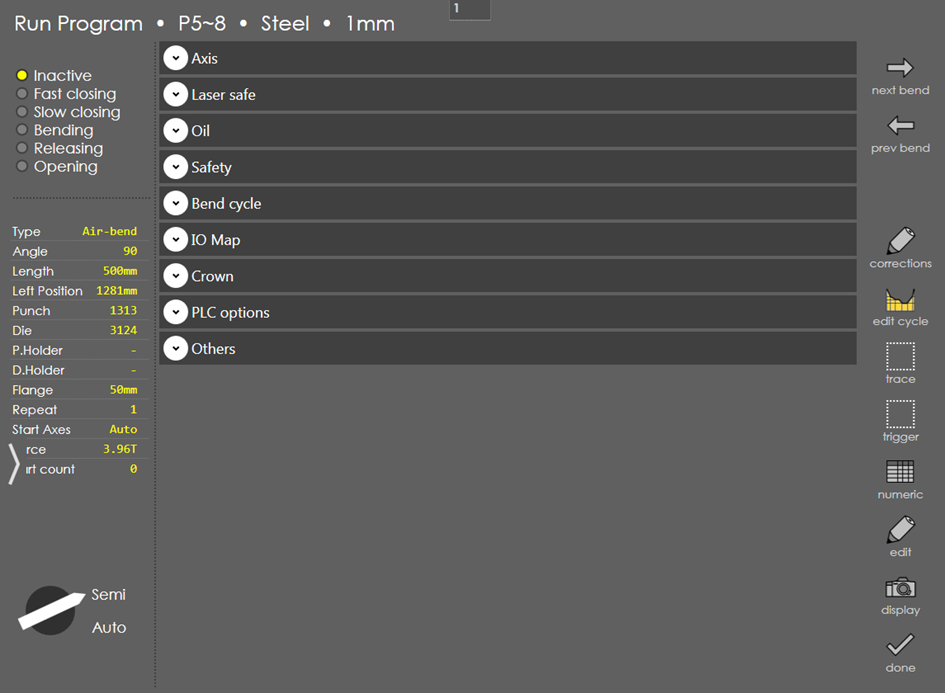 1
Run Program • P5~8 • Steel • 1mm
Inactive
Fast closing
Slow closing
Bending
Releasing
Opening
Type Air-bend
Angle 90
Length 500mm
Left Position 1281mm
Punch 1313
Die 3124
P.Holder -
D.Holder -
Flange 50mm
Repeat 1
Start Axes Auto
rce 3.96T
ırt count 0
Semi
Auto
Axis
Laser safe
Oil
Safety
Bend cycle
IO Map
Crown
PLC options
Others
next bend
prev bend
corrections
edit cycle
trace
trigger
numeric
edit
display
done